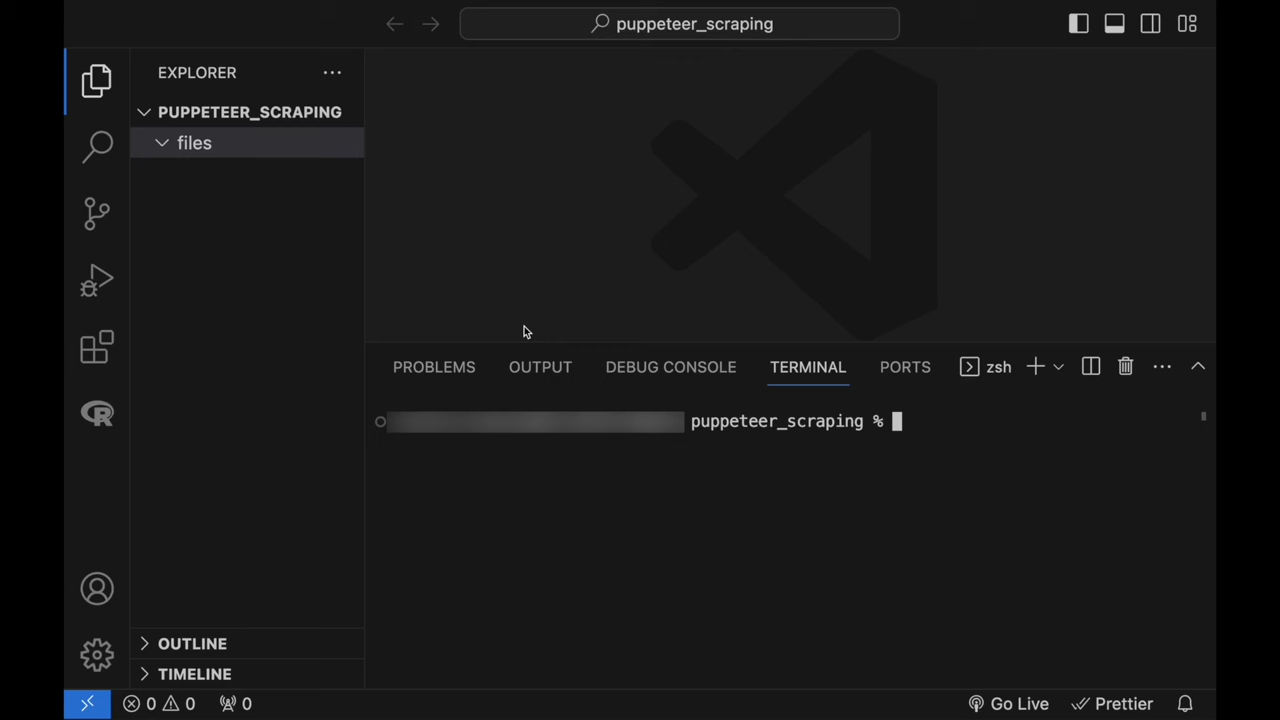 puppeteer_scraping
EXPLORER
PUPPETEER_SCRAPING
files
PROBLEMS OUTPUT DEBUG CONSOLE TERMINAL PORTS zsh
puppeteer_scraping %
OUTLINE
TIMELINE
0 0 0 Go Live Prettier